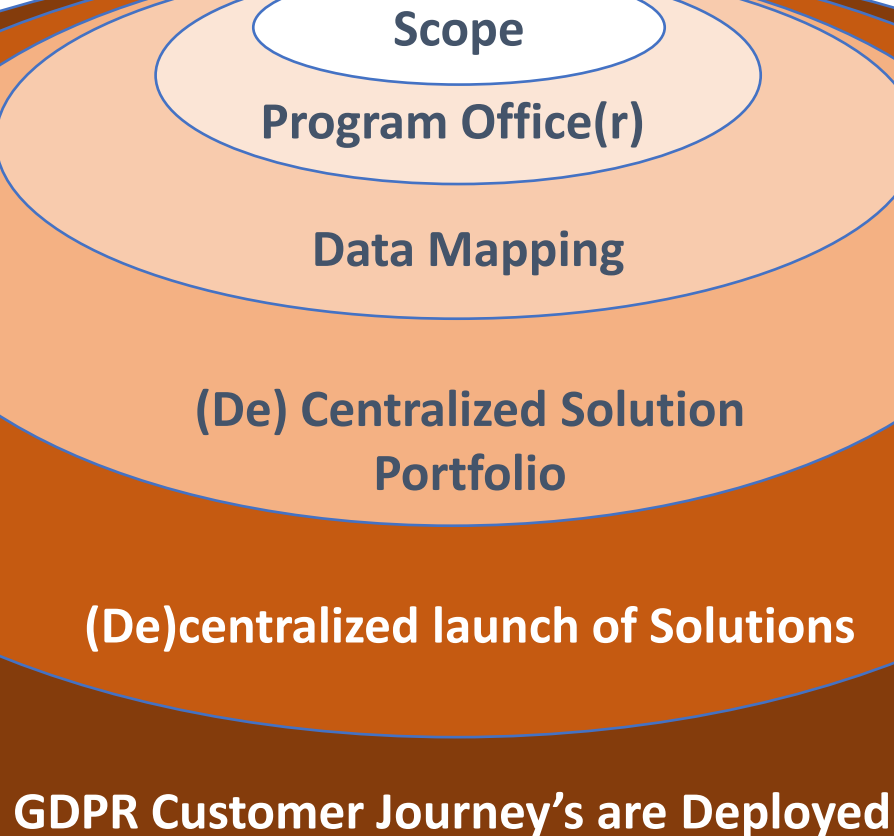 Scope
Program Office(r)
Data Mapping
(De) Centralized Solution
Portfolio
(De)centralized launch of Solutions
GDPR Customer Journey’s are Deployed